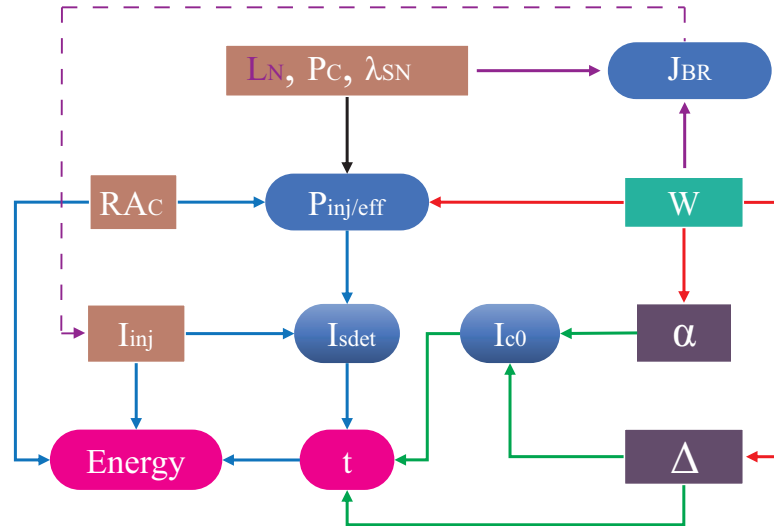 LN, PC, λSN
JBR
RAC
Pinj/eff
W
Iinj
Isdet
Ic0
α
Energy
t
Δ